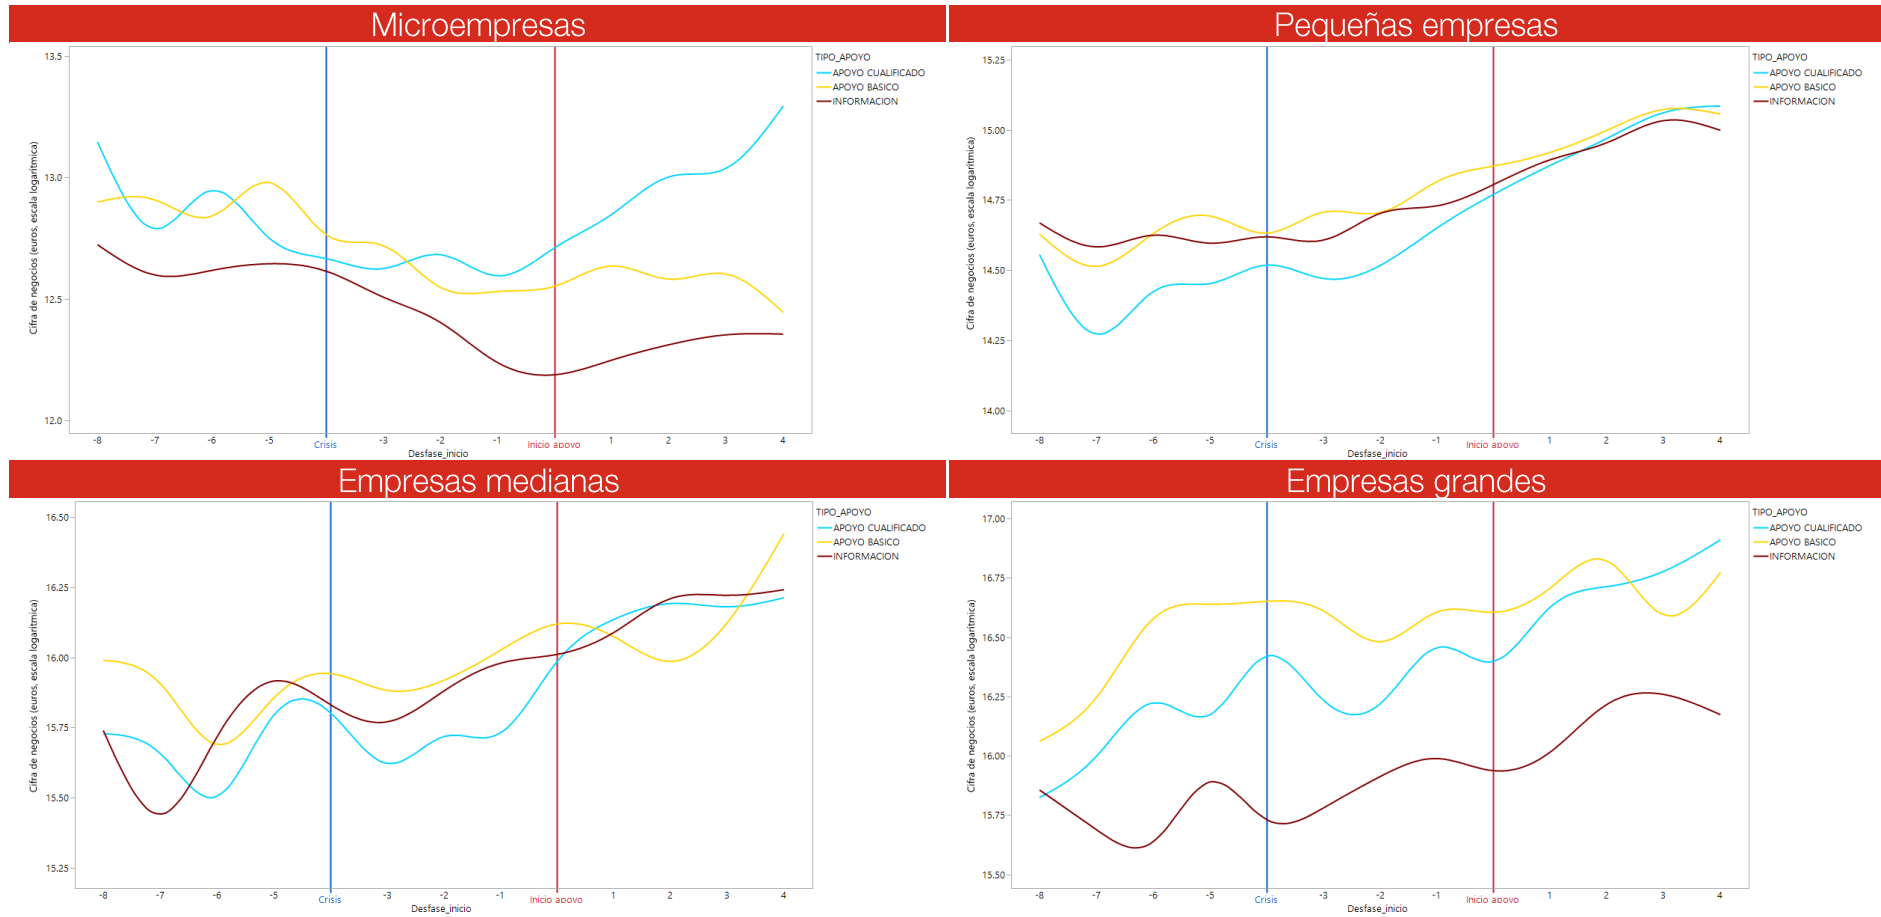 Microempresas
13.5
13.0
12.5
12.0
Cifra de negocios (euros, escala logaritmica)
-8 -7 -6 -5 -3 -2 -1 1 2 3 4
Crisis Inicio apoyo
Desfase_inicio
TIPO_APOYO
APOYO CUALIFICADO
APOYO BASICO
INFORMACION
Pequeñas empresas
15.25
15.00
14.75
14.50
14.25
14.00
Cifra de negocios (euros, escala logaritmica)
-8 -7 -6 -5 -3 -2 -1 1 2 3 4
Crisis Inicio apoyo
Desfase_inicio
TIPO_APOYO
APOYO CUALIFICADO
APOYO BASICO
INFORMACION
Empresas medianas
16.50
16.25
16.00
15.75
15.50
15.25
Cifra de negocios (euros, escala logaritmica)
-8 -7 -6 -5 -3 -2 -1 1 2 3 4
Crisis Inicio apoyo
Desfase_inicio
TIPO_APOYO
APOYO CUALIFICADO
APOYO BASICO
INFORMACION
Empresas grandes
17.00
16.75
16.50
16.25
16.00
15.75
15.50
Cifra de negocios (euros, escala logaritmica)
-8 -7 -6 -5 -3 -2 -1 1 2 3 4
Crisis Inicio apoyo
Desfase_inicio
TIPO_APOYO
APOYO CUALIFICADO
APOYO BASICO
INFORMACION